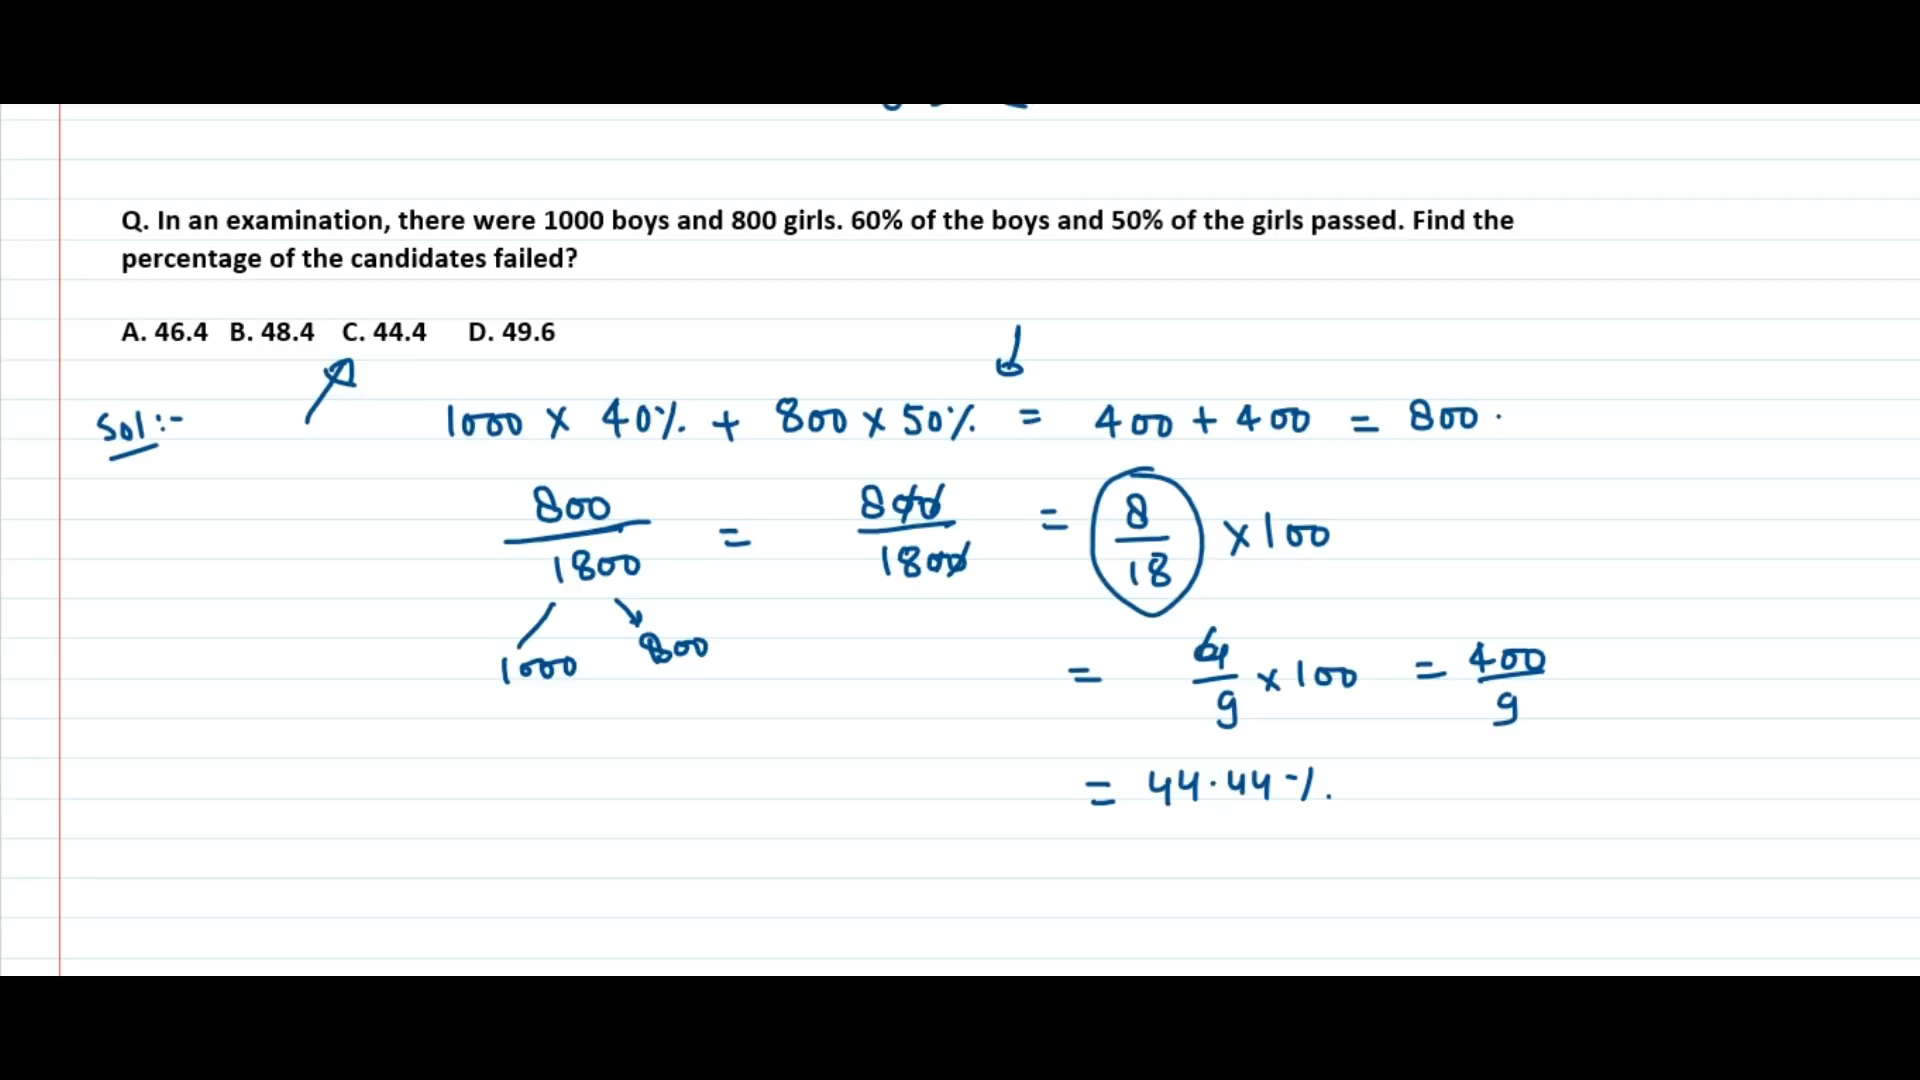 Q. In an examination, there were 1000 boys and 800 girls. 60% of the boys and 50% of the girls passed. Find the
percentage of the candidates failed?
A. 46.4 B. 48.4 C. 44.4 D. 49.6
Sol:- 1000 × 40% + 800 × 50% = 400 + 400 = 800.
800/1800 = 800/1800 = 8/18 × 100
1000 800
= 4/9 × 100 = 400/9
= 44.44%.